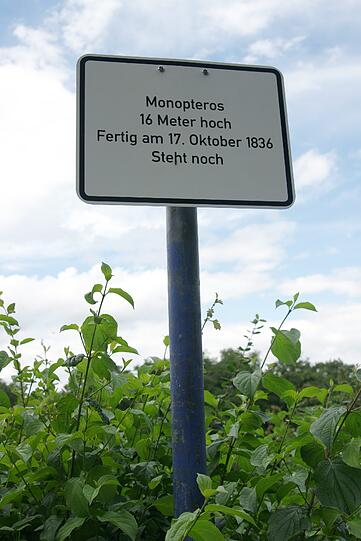 Monopteros
16 Meter hoch
Fertig am 17. Oktober 1836
Steht noch